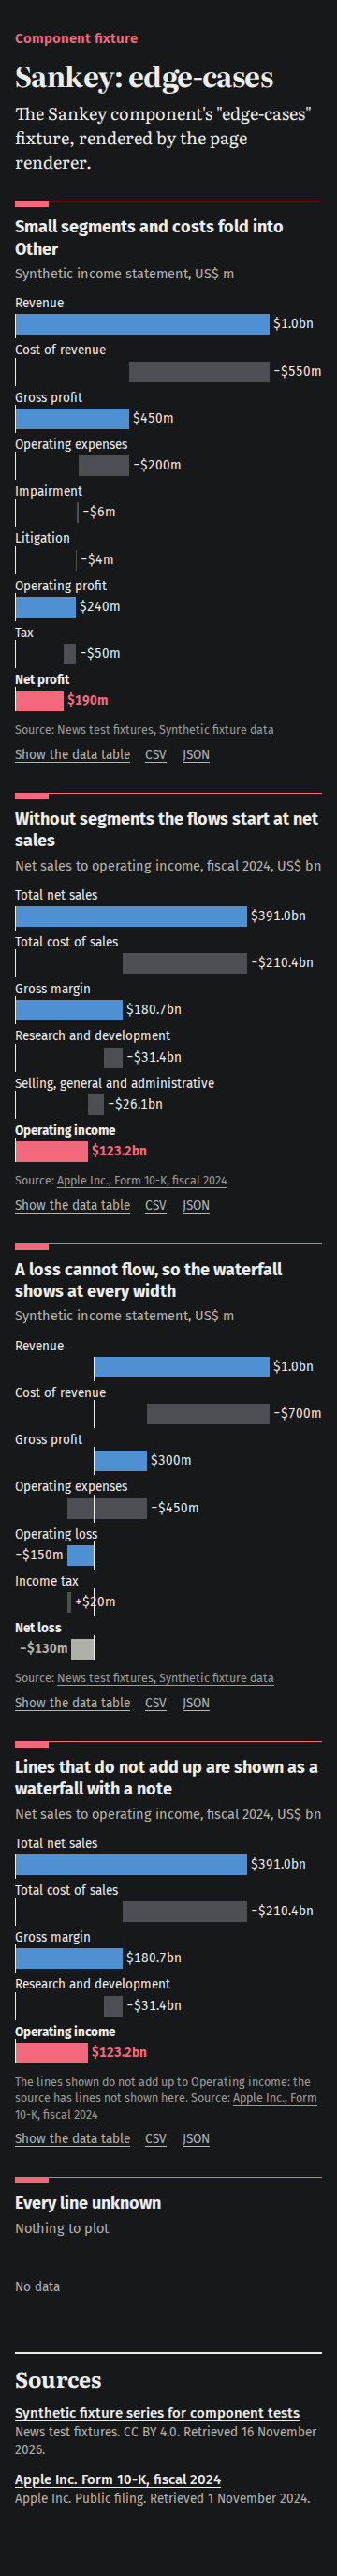 Component fixture
Sankey: edge-cases
The Sankey component's "edge-cases"
fixture, rendered by the page
renderer.
Small segments and costs fold into
Other
Synthetic income statement, US$ m
Revenue
$1.0bn
Cost of revenue
−$550m
Gross profit
$450m
Operating expenses
−$200m
Impairment
−$6m
Litigation
−$4m
Operating profit
$240m
Tax
−$50m
Net profit
$190m
Source: News test fixtures, Synthetic fixture data
Show the data table CSV JSON
Without segments the flows start at net
sales
Net sales to operating income, fiscal 2024, US$ bn
Total net sales
$391.0bn
Total cost of sales
−$210.4bn
Gross margin
$180.7bn
Research and development
−$31.4bn
Selling, general and administrative
−$26.1bn
Operating income
$123.2bn
Source: Apple Inc., Form 10-K, fiscal 2024
Show the data table CSV JSON
A loss cannot flow, so the waterfall
shows at every width
Synthetic income statement, US$ m
Revenue
$1.0bn
Cost of revenue
−$700m
Gross profit
$300m
Operating expenses
−$450m
Operating loss
−$150m
Income tax
+$20m
Net loss
−$130m
Source: News test fixtures, Synthetic fixture data
Show the data table CSV JSON
Lines that do not add up are shown as a
waterfall with a note
Net sales to operating income, fiscal 2024, US$ bn
Total net sales
$391.0bn
Total cost of sales
−$210.4bn
Gross margin
$180.7bn
Research and development
−$31.4bn
Operating income
$123.2bn
The lines shown do not add up to Operating income: the
source has lines not shown here. Source: Apple Inc., Form
10-K, fiscal 2024
Show the data table CSV JSON
Every line unknown
Nothing to plot
No data
Sources
Synthetic fixture series for component tests
News test fixtures. CC BY 4.0. Retrieved 16 November
2026.
Apple Inc. Form 10-K, fiscal 2024
Apple Inc. Public filing. Retrieved 1 November 2024.